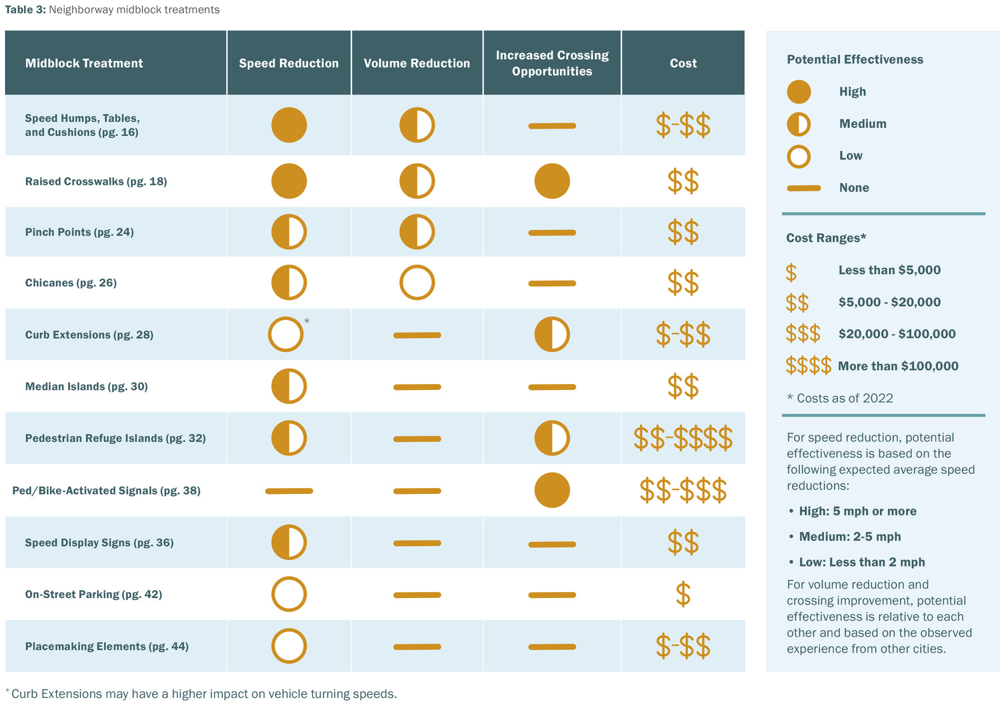 Table 3: Neighborway midblock treatments
Midblock Treatment
Speed Reduction
Volume Reduction
Increased Crossing
Opportunities
Cost
Speed Humps, Tables,
and Cushions (pg. 16)
$-$$
Raised Crosswalks (pg. 18)
$$
Pinch Points (pg. 24)
$$
Chicanes (pg. 26)
$$
Curb Extensions (pg. 28)
*
$-$$
Median Islands (pg. 30)
$$
Pedestrian Refuge Islands (pg. 32)
$$-$$$$
Ped/Bike-Activated Signals (pg. 38)
$$-$$$
Speed Display Signs (pg. 36)
$$
On-Street Parking (pg. 42)
$
Placemaking Elements (pg. 44)
$-$$
*Curb Extensions may have a higher impact on vehicle turning speeds.
Potential Effectiveness
High
Medium
Low
None
Cost Ranges*
$ Less than $5,000
$$ $5,000 - $20,000
$$$ $20,000 - $100,000
$$$$ More than $100,000
* Costs as of 2022
For speed reduction, potential
effectiveness is based on the
following expected average speed
reductions:
• High: 5 mph or more
• Medium: 2-5 mph
• Low: Less than 2 mph
For volume reduction and
crossing improvement, potential
effectiveness is relative to each
other and based on the observed
experience from other cities.